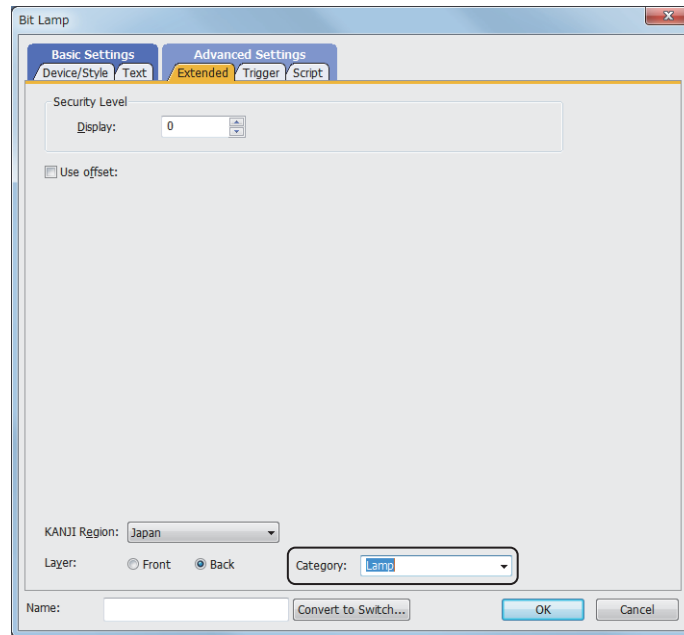 Bit Lamp
Basic Settings Advanced Settings
Device/Style Text Extended Trigger Script
Security Level
Display: 0
Use offset:
KANJI Region: Japan
Layer: Front Back Category: Lamp
Name: Convert to Switch... OK Cancel